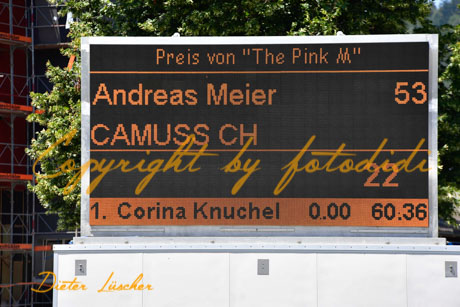 Preis von "The Pink M"
Andreas Meier 53
CAMUSS CH
Copyright by fotodidi
22
1. Corina Knuchel 0.00 60.36
Dieter Lüscher